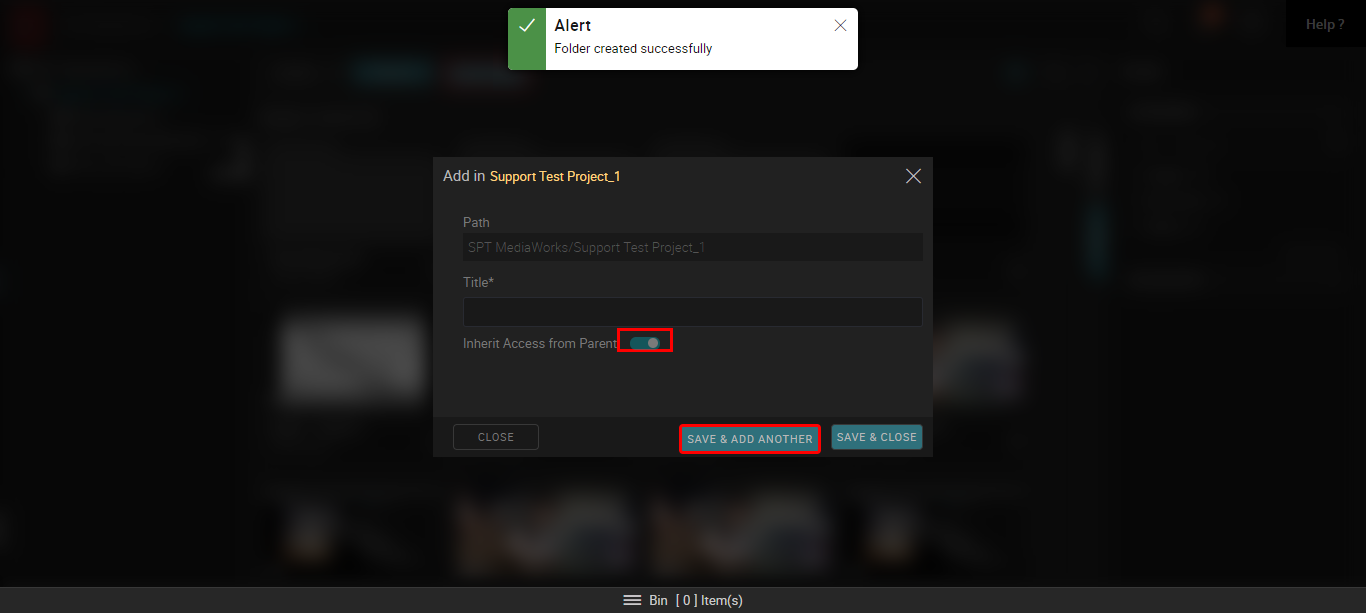 Alert
Folder created successfully
Help ?
Add in Support Test Project_1
Path
SPT MediaWorks/Support Test Project_1
Title*
Inherit Access from Parent
CLOSE
SAVE & ADD ANOTHER
SAVE & CLOSE
Bin [ 0 ] Item(s)